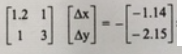 [1.2 1] [Δx] = -[-1.14]
[1 3] [Δy] = -[-2.15]